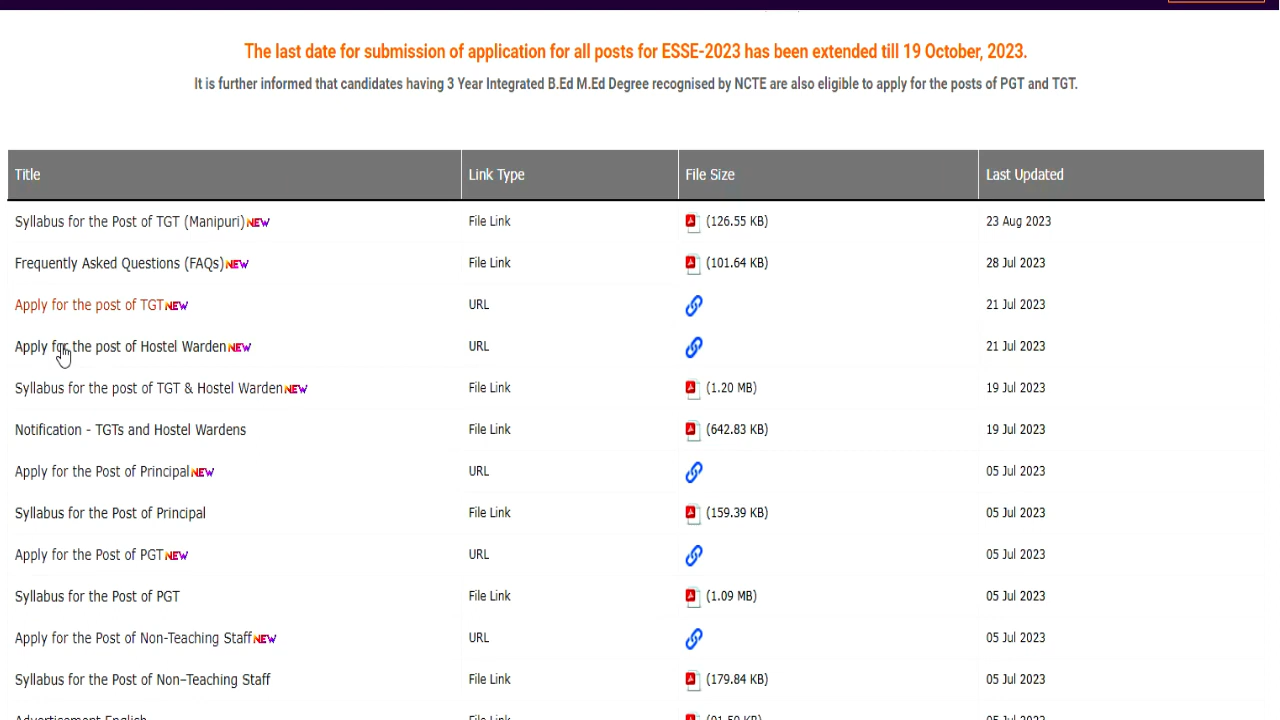 The last date for submission of application for all posts for ESSE-2023 has been extended till 19 October, 2023.
It is further informed that candidates having 3 Year Integrated B.Ed M.Ed Degree recognised by NCTE are also eligible to apply for the posts of PGT and TGT.
Title Link Type File Size Last Updated
Syllabus for the Post of TGT (Manipuri) NEW File Link (126.55 KB) 23 Aug 2023
Frequently Asked Questions (FAQs) NEW File Link (101.64 KB) 28 Jul 2023
Apply for the post of TGT NEW URL 21 Jul 2023
Apply for the post of Hostel Warden NEW URL 21 Jul 2023
Syllabus for the post of TGT & Hostel Warden NEW File Link (1.20 MB) 19 Jul 2023
Notification - TGTs and Hostel Wardens File Link (642.83 KB) 19 Jul 2023
Apply for the Post of Principal NEW URL 05 Jul 2023
Syllabus for the Post of Principal File Link (159.39 KB) 05 Jul 2023
Apply for the Post of PGT NEW URL 05 Jul 2023
Syllabus for the Post of PGT File Link (1.09 MB) 05 Jul 2023
Apply for the Post of Non-Teaching Staff NEW URL 05 Jul 2023
Syllabus for the Post of Non-Teaching Staff File Link (179.84 KB) 05 Jul 2023
Advertisement English File Link